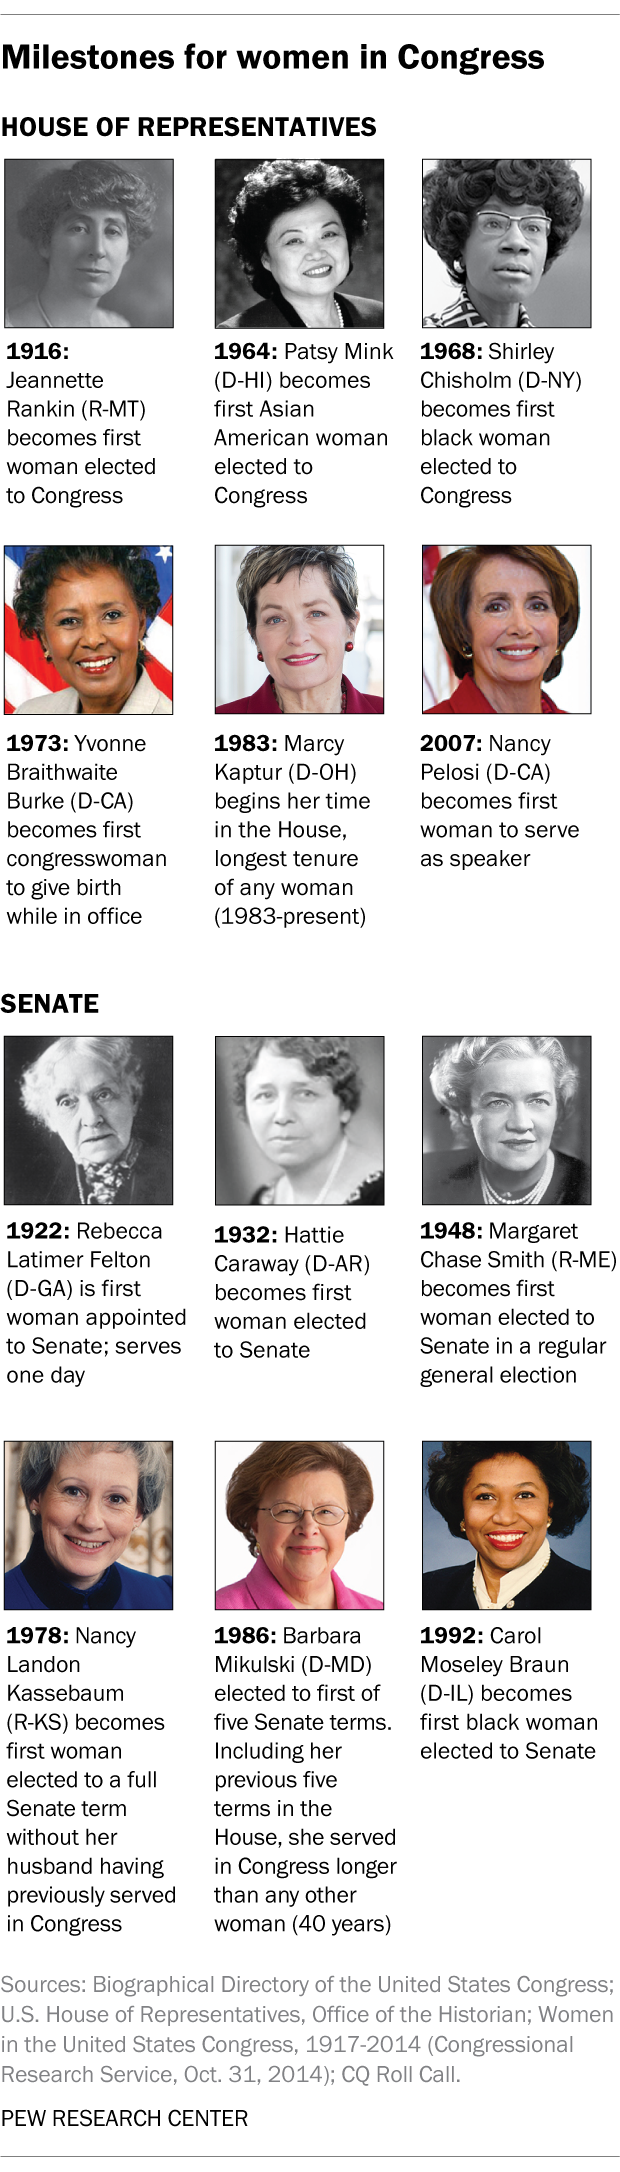 Milestones for women in Congress
HOUSE OF REPRESENTATIVES
1916:
Jeannette
Rankin (R-MT)
becomes first
woman elected
to Congress
1964: Patsy Mink
(D-HI) becomes
first Asian
American woman
elected to
Congress
1968: Shirley
Chisholm (D-NY)
becomes first
black woman
elected to
Congress
1973: Yvonne
Braithwaite
Burke (D-CA)
becomes first
congresswoman
to give birth
while in office
1983: Marcy
Kaptur (D-OH)
begins her time
in the House,
longest tenure
of any woman
(1983-present)
2007: Nancy
Pelosi (D-CA)
becomes first
woman to serve
as speaker
SENATE
1922: Rebecca
Latimer Felton
(D-GA) is first
woman appointed
to Senate; serves
one day
1932: Hattie
Caraway (D-AR)
becomes first
woman elected
to Senate
1948: Margaret
Chase Smith (R-ME)
becomes first
woman elected to
Senate in a regular
general election
1978: Nancy
Landon
Kassebaum
(R-KS) becomes
first woman
elected to a full
Senate term
without her
husband having
previously served
in Congress
1986: Barbara
Mikulski (D-MD)
elected to first of
five Senate terms.
Including her
previous five
terms in the
House, she served
in Congress longer
than any other
woman (40 years)
1992: Carol
Moseley Braun
(D-IL) becomes
first black woman
elected to Senate
Sources: Biographical Directory of the United States Congress;
U.S. House of Representatives, Office of the Historian; Women
in the United States Congress, 1917-2014 (Congressional
Research Service, Oct. 31, 2014); CQ Roll Call.
PEW RESEARCH CENTER